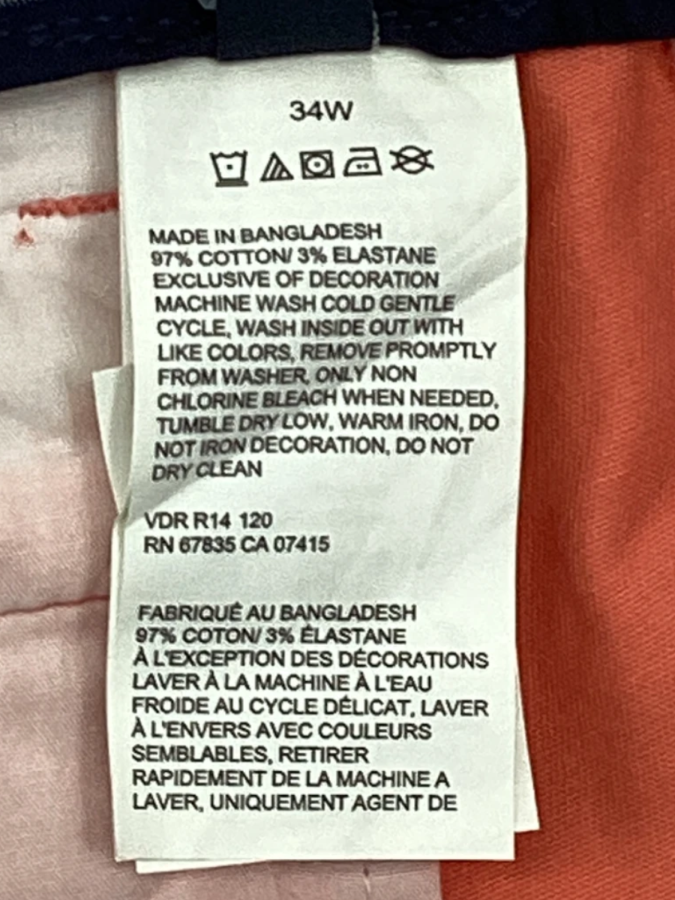 34W
MADE IN BANGLADESH
97% COTTON/ 3% ELASTANE
EXCLUSIVE OF DECORATION
MACHINE WASH COLD GENTLE
CYCLE, WASH INSIDE OUT WITH
LIKE COLORS, REMOVE PROMPTLY
FROM WASHER, ONLY NON
CHLORINE BLEACH WHEN NEEDED,
TUMBLE DRY LOW, WARM IRON, DO
NOT IRON DECORATION, DO NOT
DRY CLEAN
VDR R14 120
RN 67835 CA 07415
FABRIQUÉ AU BANGLADESH
97% COTON/ 3% ÉLASTANE
À L'EXCEPTION DES DÉCORATIONS
LAVER À LA MACHINE À L'EAU
FROIDE AU CYCLE DÉLICAT, LAVER
À L'ENVERS AVEC COULEURS
SEMBLABLES, RETIRER
RAPIDEMENT DE LA MACHINE A
LAVER, UNIQUEMENT AGENT DE